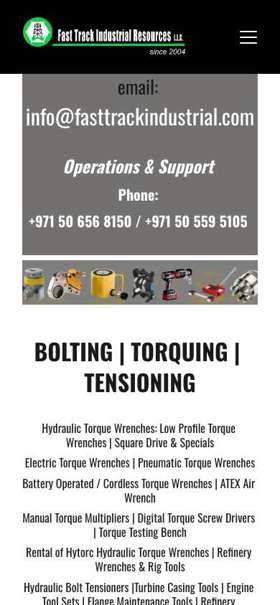 Fast Track Industrial Resources L.L.C.
since 2004
email:
info@fasttrackindustrial.com
Operations & Support
Phone:
+971 50 656 8150 / +971 50 559 5105
BOLTING | TORQUING |
TENSIONING
Hydraulic Torque Wrenches: Low Profile Torque
Wrenches | Square Drive & Specials
Electric Torque Wrenches | Pneumatic Torque Wrenches
Battery Operated / Cordless Torque Wrenches | ATEX Air
Wrench
Manual Torque Multipliers | Digital Torque Screw Drivers
| Torque Testing Bench
Rental of Hytorc Hydraulic Torque Wrenches | Refinery
Wrenches & Rig Tools
Hydraulic Bolt Tensioners |Turbine Casing Tools | Engine
Tool Sets | Flange Maintenance Tools | Refinery